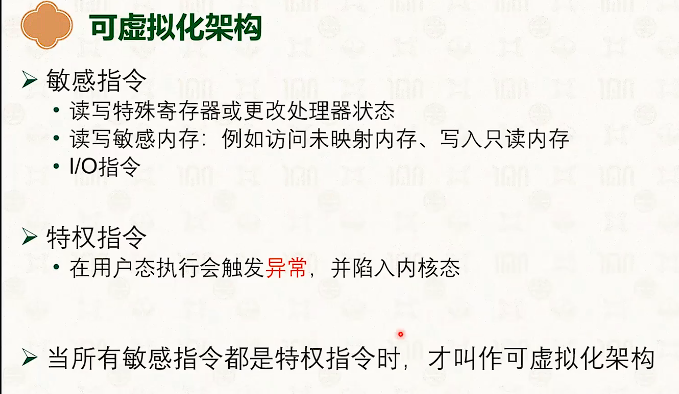 可虚拟化架构
➢ 敏感指令
• 读写特殊寄存器或更改处理器状态
• 读写敏感内存：例如访问未映射内存、写入只读内存
• I/O指令
➢ 特权指令
• 在用户态执行会触发异常，并陷入内核态
➢ 当所有敏感指令都是特权指令时，才叫作可虚拟化架构